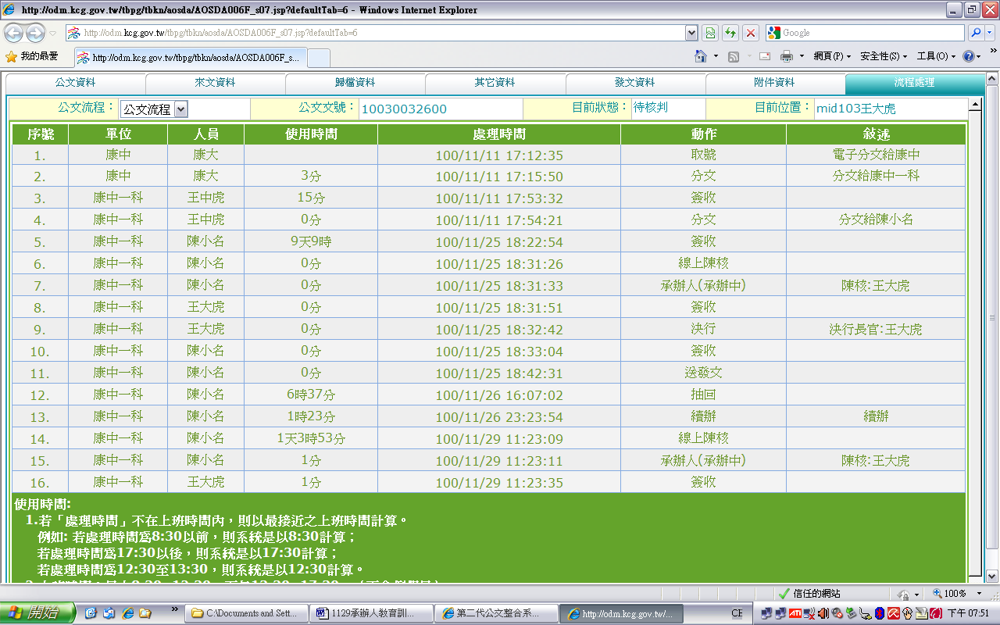 http://odm.kcg.gov.tw/tbpg/tbkn/aosda/AOSDA006F_s07.jsp?defaultTab=6 - Windows Internet Explorer
http://odm.kcg.gov.tw/tbpg/tbkn/aosda/AOSDA006F_s07.jsp?defaultTab=6 Google
我的最愛 http://odm.kcg.gov.tw/tbpg/tbkn/aosda/AOSDA006F_s... 網頁(P) 安全性(S) 工具(O) »
公文資料 來文資料 歸檔資料 其它資料 發文資料 附件資料 流程處理
公文流程： 公文流程 公文文號： 10030032600 目前狀態： 待核判 目前位置： mid103王大虎
序號 單位 人員 使用時間 處理時間 動作 敘述
1. 康中 康大 100/11/11 17:12:35 取號 電子分文給康中
2. 康中 康大 3分 100/11/11 17:15:50 分文 分文給康中一科
3. 康中一科 王中虎 15分 100/11/11 17:53:32 簽收
4. 康中一科 王中虎 0分 100/11/11 17:54:21 分文 分文給陳小名
5. 康中一科 陳小名 9天9時 100/11/25 18:22:54 簽收
6. 康中一科 陳小名 0分 100/11/25 18:31:26 線上陳核
7. 康中一科 陳小名 0分 100/11/25 18:31:33 承辦人(承辦中) 陳核:王大虎
8. 康中一科 王大虎 0分 100/11/25 18:31:51 簽收
9. 康中一科 王大虎 0分 100/11/25 18:32:42 決行 決行長官:王大虎
10. 康中一科 陳小名 0分 100/11/25 18:33:04 簽收
11. 康中一科 陳小名 0分 100/11/25 18:42:31 送發文
12. 康中一科 陳小名 6時37分 100/11/26 16:07:02 抽回
13. 康中一科 陳小名 1時23分 100/11/26 23:23:54 續辦 續辦
14. 康中一科 陳小名 1天3時53分 100/11/29 11:23:09 線上陳核
15. 康中一科 陳小名 1分 100/11/29 11:23:11 承辦人(承辦中) 陳核:王大虎
16. 康中一科 王大虎 1分 100/11/29 11:23:35 簽收
使用時間:
1.若「處理時間」不在上班時間內，則以最接近之上班時間計算。
例如: 若處理時間為8:30以前，則系統是以8:30計算；
若處理時間為17:30以後，則系統是以17:30計算；
若處理時間為12:30至13:30，則系統是以12:30計算。
信任的網站 100%
開始 » C:\Documents and Sett... 1129承辦人教育訓... 第二代公文整合系... http://odm.kcg.gov.tw/... CH 下午 07:51